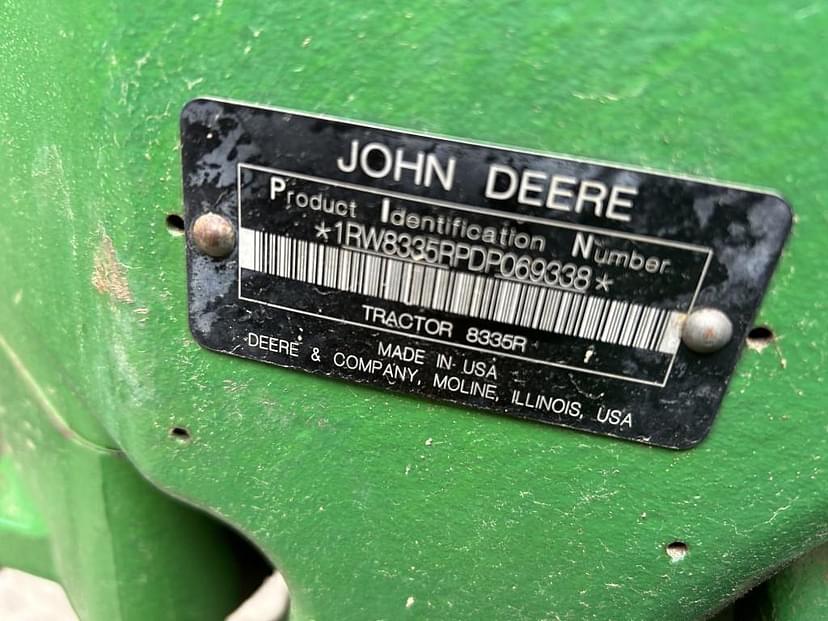 JOHN DEERE
Product Identification Number
*1RW8335RPDP069338*
TRACTOR 8335R
MADE IN USA
DEERE & COMPANY, MOLINE, ILLINOIS, USA